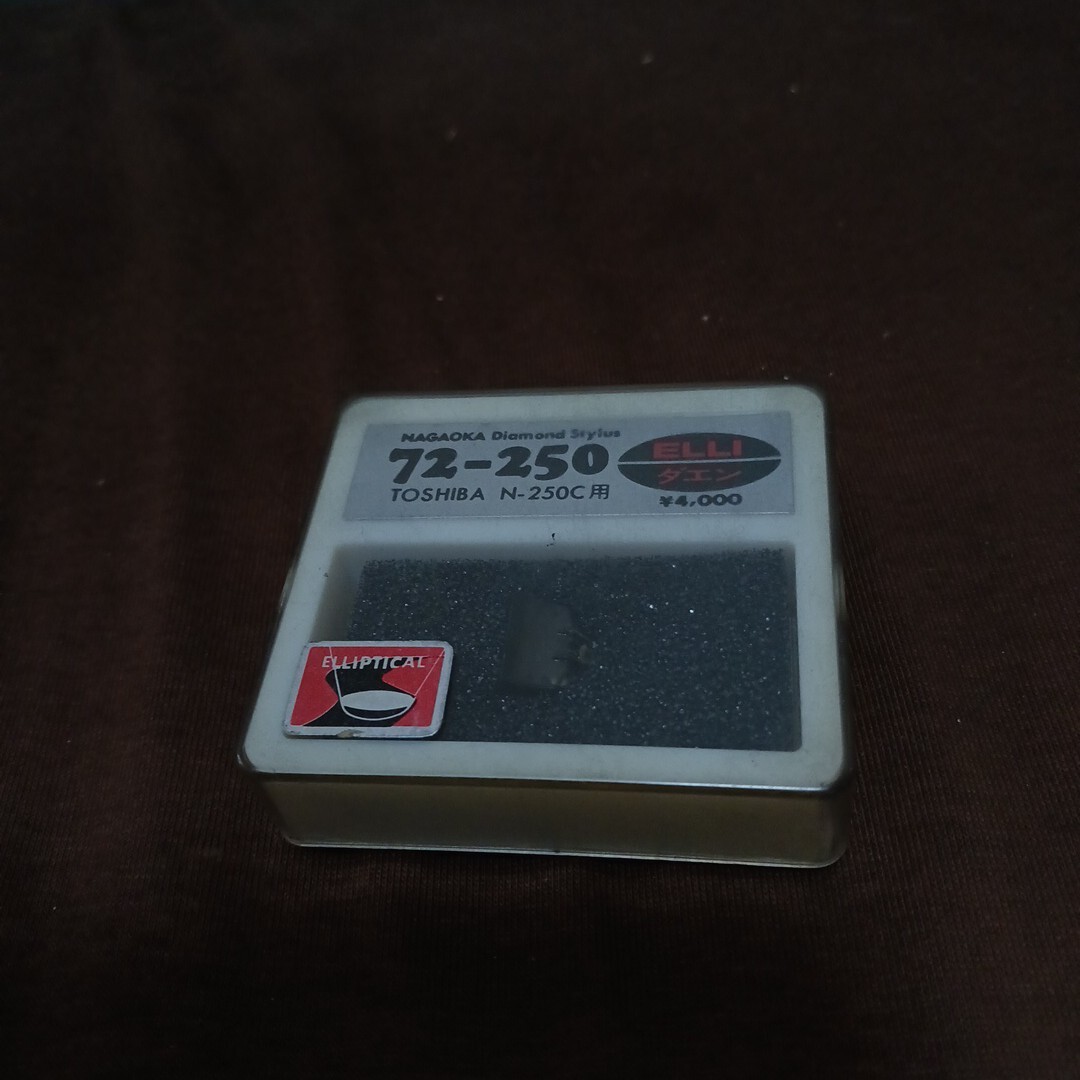 NAGAOKA Diamond Stylus
72-250
TOSHIBA N-250C用
ELLI
ダエン
¥4,000
ELLIPTICAL